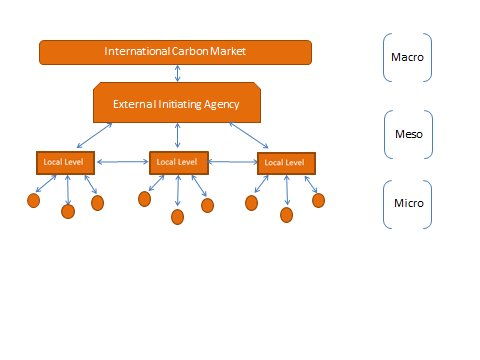 International Carbon Market
Macro
External Initiating Agency
Meso
Local Level
Local Level
Local Level
Micro